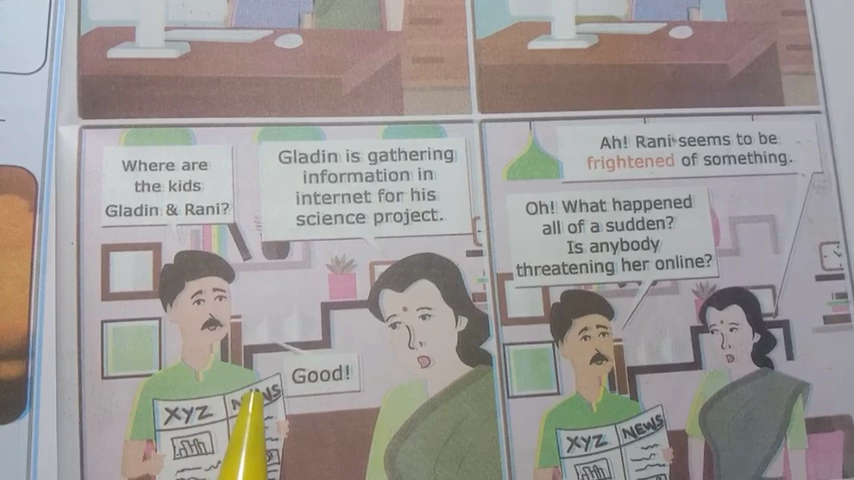 Where are
the kids
Gladin & Rani?
Gladin is gathering
information in
internet for his
science project.
Good!
XYZ NEWS
Ah! Rani seems to be
frightened of something.
Oh! What happened
all of a sudden?
Is anybody
threatening her online?
XYZ NEWS